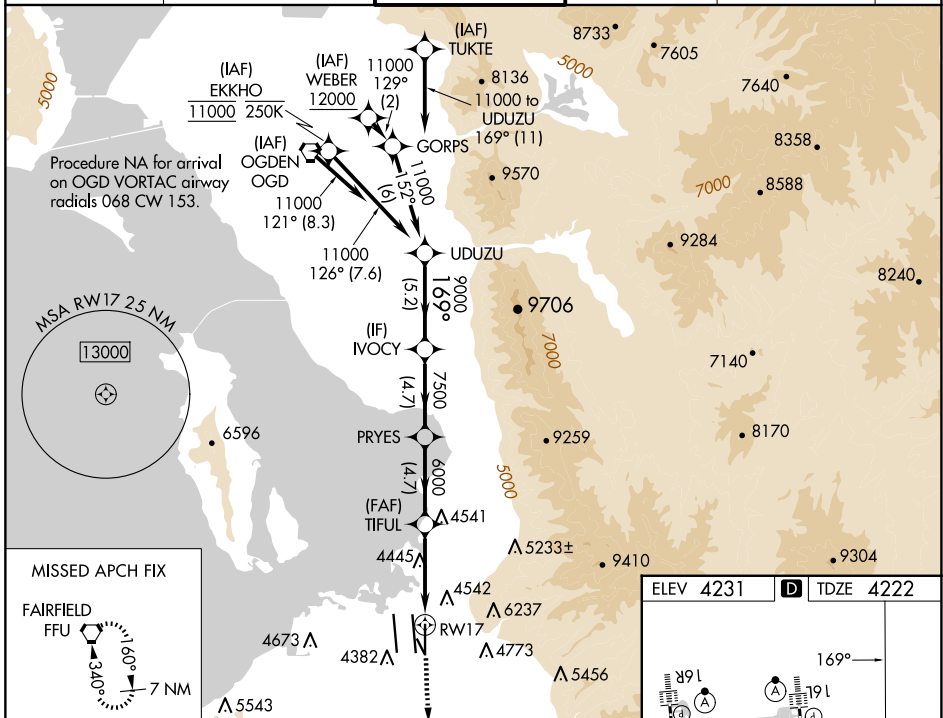 (IAF)
TUKTE
8733
7605
5000
5000
(IAF)
EKKHO
11000 250K
(IAF)
WEBER
12000
11000
129°
(2)
8136
7640
11000 to
UDUZU
169° (11)
(IAF)
OGDEN
OGD
GORPS
8358
Procedure NA for arrival
on OGD VORTAC airway
radials 068 CW 153.
11000
152°
(6)
9570
7000
8588
11000
121° (8.3)
11000
126° (7.6)
UDUZU
9284
8240
9000
169°
(5.2)
9706
MSA RW17 25 NM
13000
(IF)
IVOCY
7000
7140
7500
(4.7)
6596
PRYES
9259
8170
6000
(4.7)
5000
(FAF)
TIFUL
4541
5233±
4445
9410
9304
MISSED APCH FIX
FAIRFIELD
FFU
160°
340°
7 NM
4542
6237
RW17
4673
4382
4773
5456
5543
ELEV 4231 D TDZE 4222
169°
16R
A
A
16L
P
P